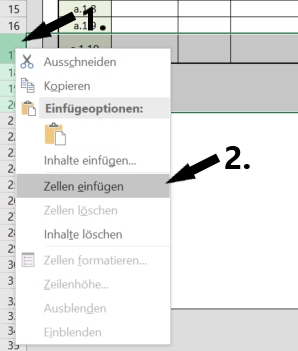 1.
15
a.1.8
16
a.1.9
a.1.10
Ausschneiden
Kopieren
Einfügeoptionen:
Inhalte einfügen...
2.
Zellen einfügen
Zellen löschen
Inhalte löschen
Zellen formatieren...
Zeilenhöhe...
Ausblenden
Einblenden